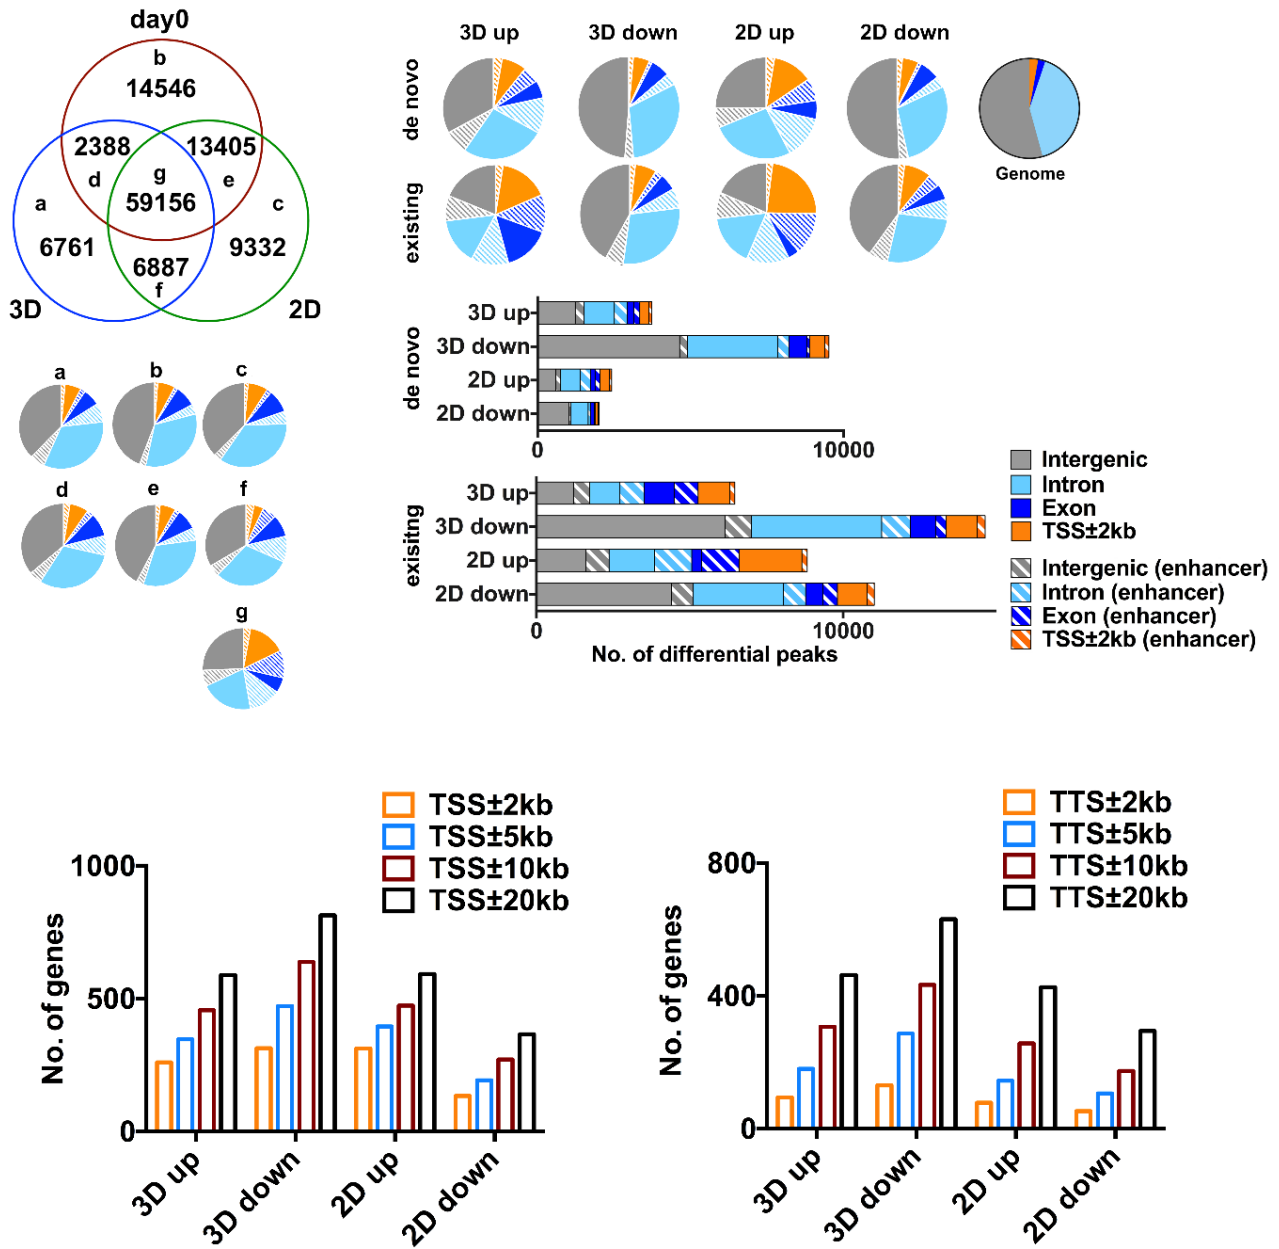 day0
b
14546
2388
13405
d
g
e
a
59156
c
6761
9332
6887
f
3D
2D
a
b
c
d
e
f
g
3D up
3D down
2D up
2D down
de novo
existing
Genome
de novo
3D up
3D down
2D up
2D down
0
10000
exisitng
3D up
3D down
2D up
2D down
0
10000
No. of differential peaks
Intergenic
Intron
Exon
TSS±2kb
Intergenic (enhancer)
Intron (enhancer)
Exon (enhancer)
TSS±2kb (enhancer)
TSS±2kb
TSS±5kb
TSS±10kb
TSS±20kb
1000
500
0
No. of genes
3D up
3D down
2D up
2D down
TTS±2kb
TTS±5kb
TTS±10kb
TTS±20kb
800
400
0
No. of genes
3D up
3D down
2D up
2D down